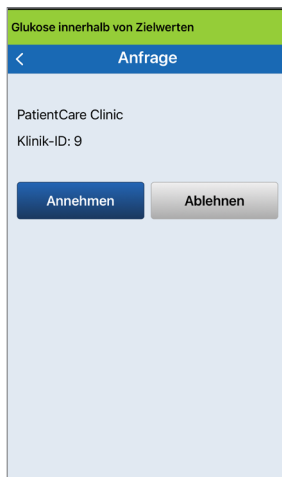 Glukose innerhalb von Zielwerten
Anfrage
PatientCare Clinic
Klinik-ID: 9
Annehmen
Ablehnen